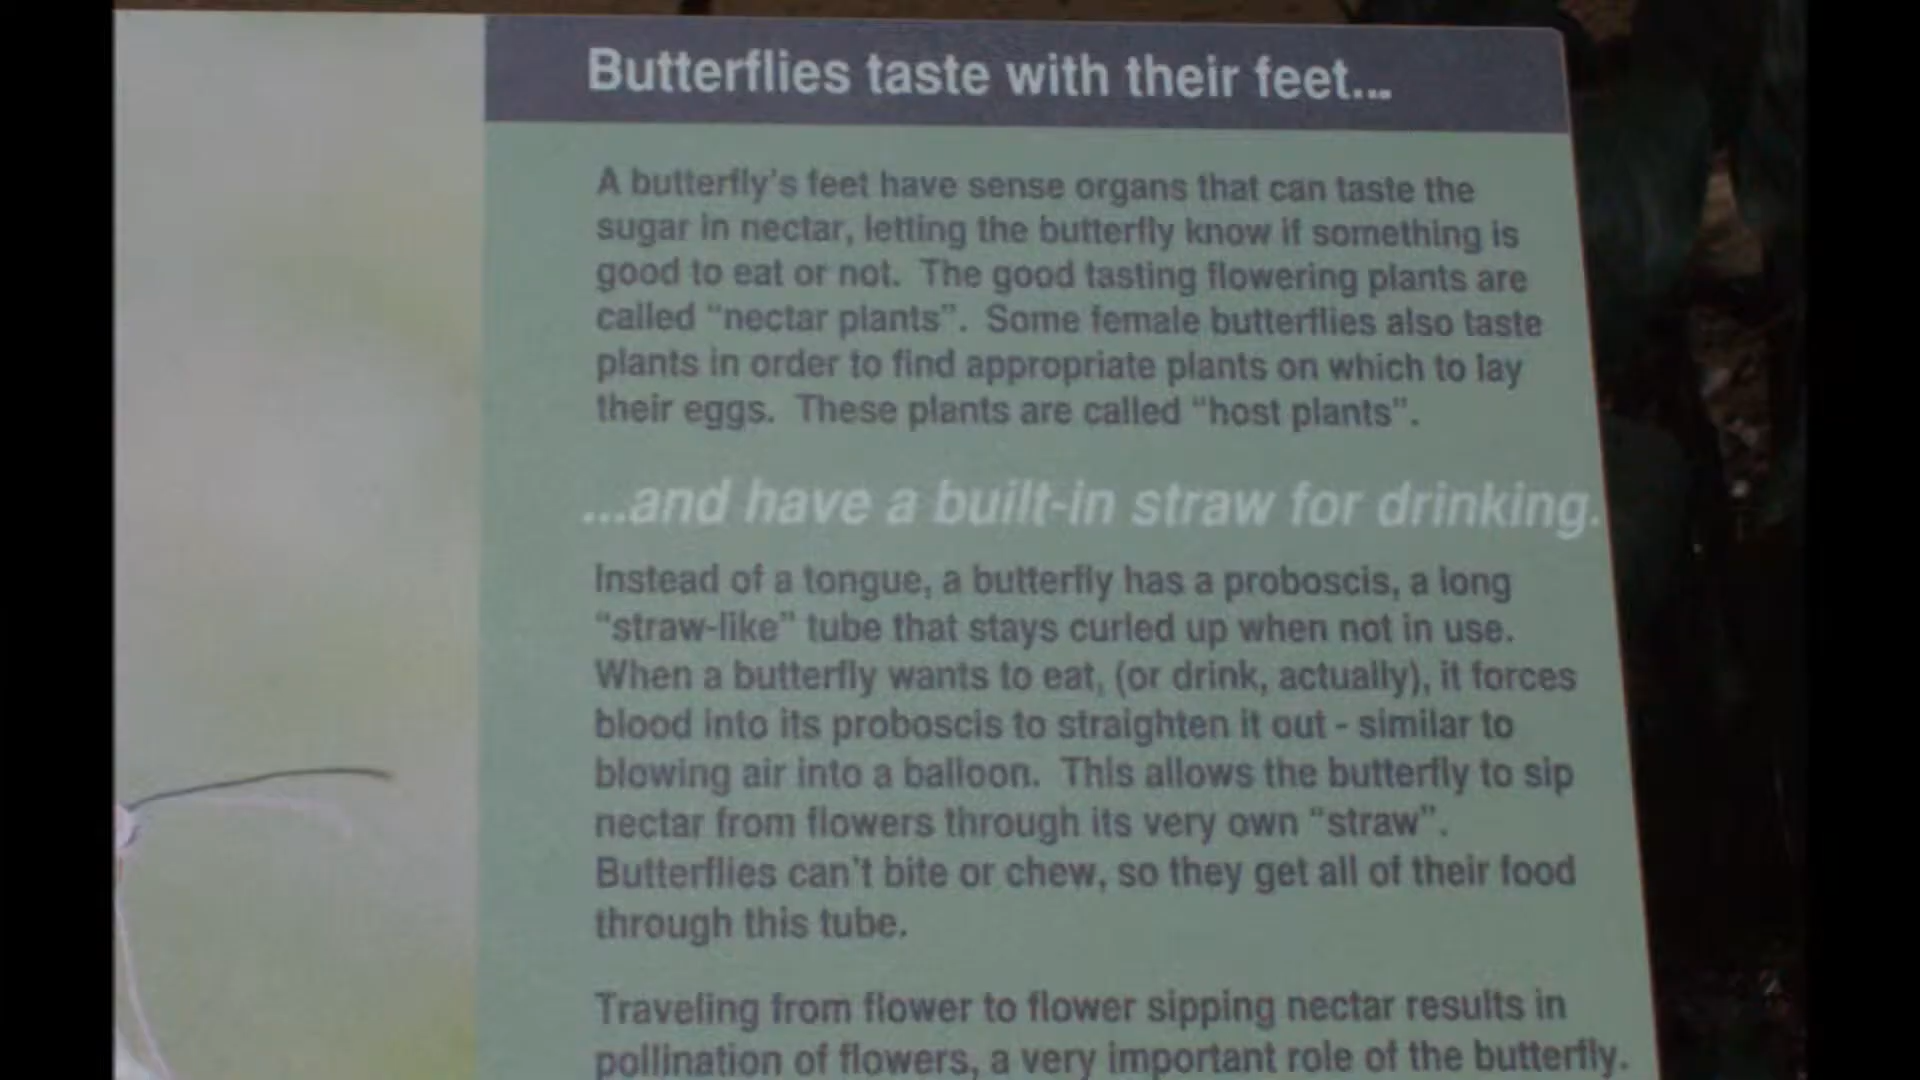 Butterflies taste with their feet...
A butterfly's feet have sense organs that can taste the
sugar in nectar, letting the butterfly know if something is
good to eat or not.  The good tasting flowering plants are
called “nectar plants”.  Some female butterflies also taste
plants in order to find appropriate plants on which to lay
their eggs.  These plants are called “host plants”.
...and have a built-in straw for drinking.
Instead of a tongue, a butterfly has a proboscis, a long
“straw-like” tube that stays curled up when not in use.
When a butterfly wants to eat, (or drink, actually), it forces
blood into its proboscis to straighten it out - similar to
blowing air into a balloon.  This allows the butterfly to sip
nectar from flowers through its very own “straw”.
Butterflies can't bite or chew, so they get all of their food
through this tube.
Traveling from flower to flower sipping nectar results in
pollination of flowers, a very important role of the butterfly.